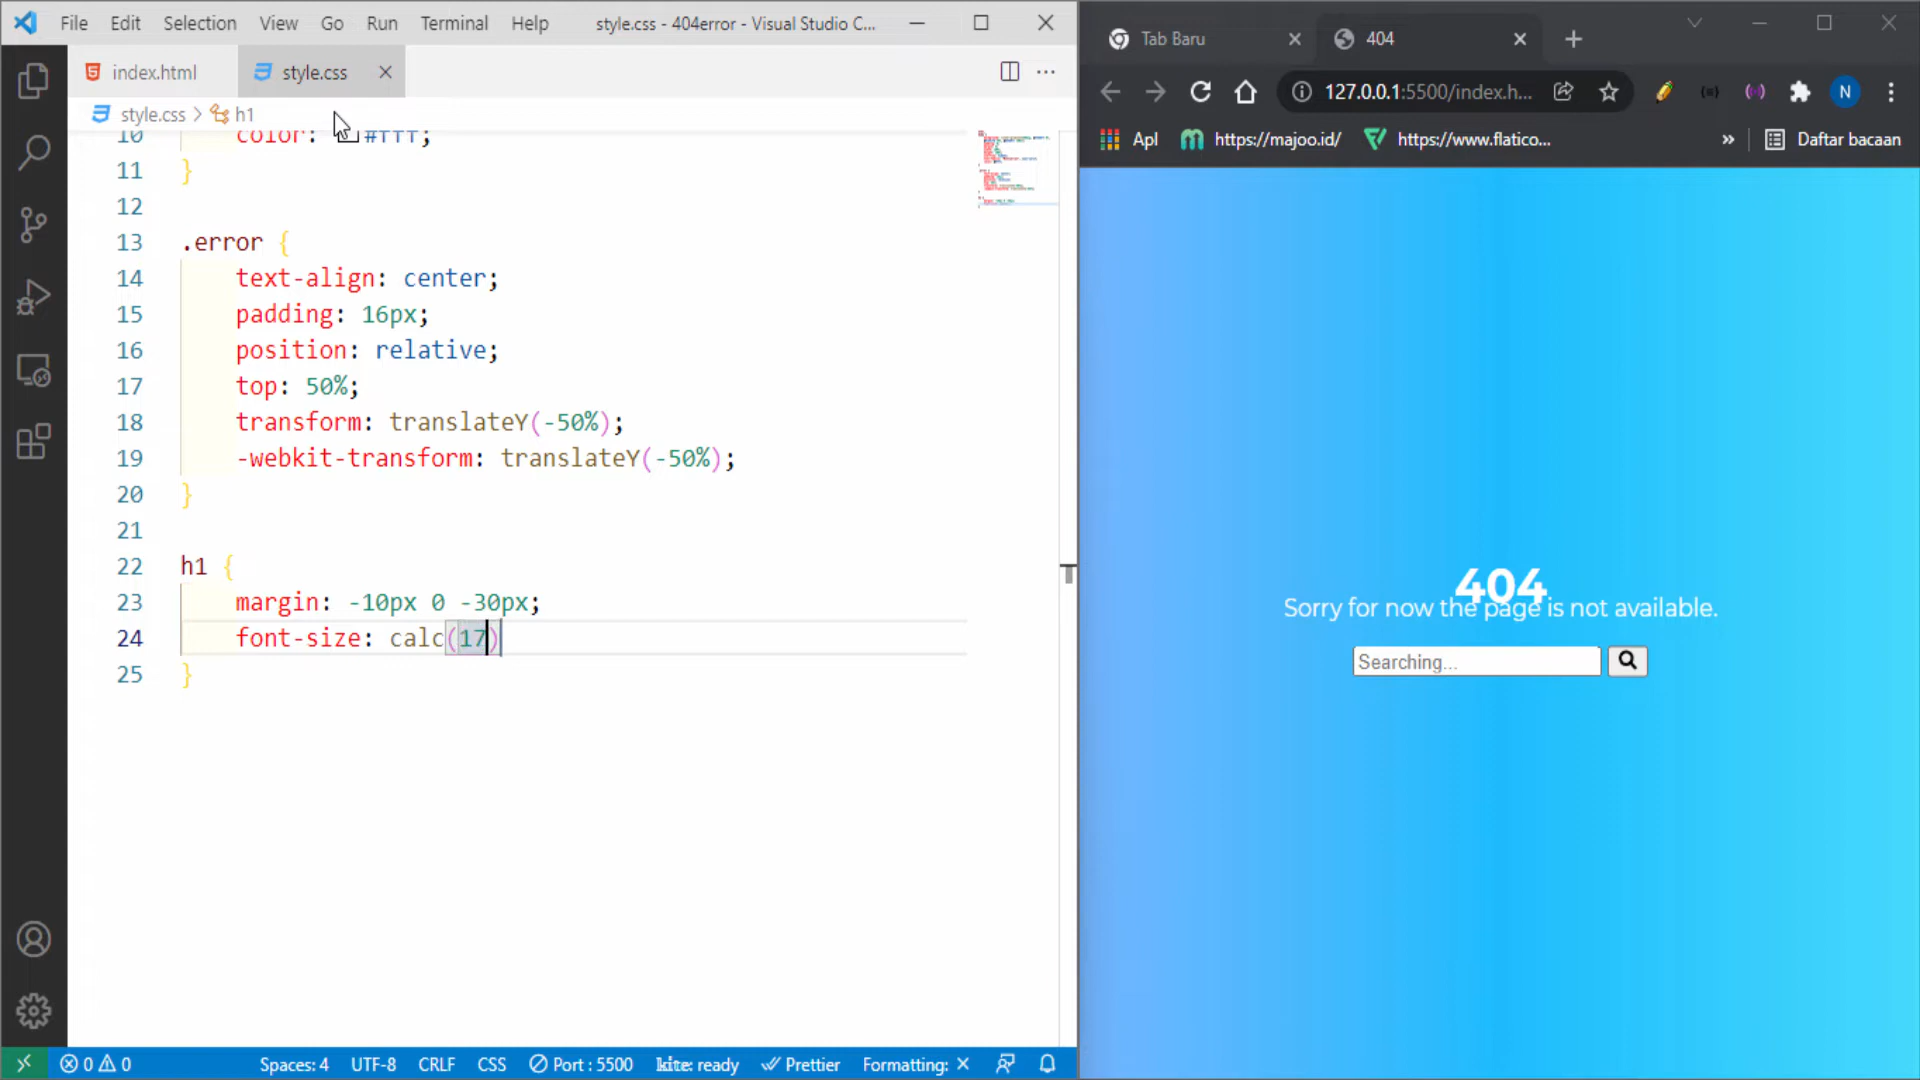 File Edit Selection View Go Run Terminal Help style.css - 404error - Visual Studio C...
index.html style.css
style.css > h1
10 color: #fff;
11 }
12
13 .error {
14 text-align: center;
15 padding: 16px;
16 position: relative;
17 top: 50%;
18 transform: translateY(-50%);
19 -webkit-transform: translateY(-50%);
20 }
21
22 h1 {
23 margin: -10px 0 -30px;
24 font-size: calc(17)
25 }
0 0 Spaces: 4 UTF-8 CRLF CSS Port : 5500 kite: ready Prettier Formatting: ×
Tab Baru 404
127.0.0.1:5500/index.h... N
Apl https://majoo.id/ https://www.flatico... » Daftar bacaan
404
Sorry for now the page is not available.
Searching...